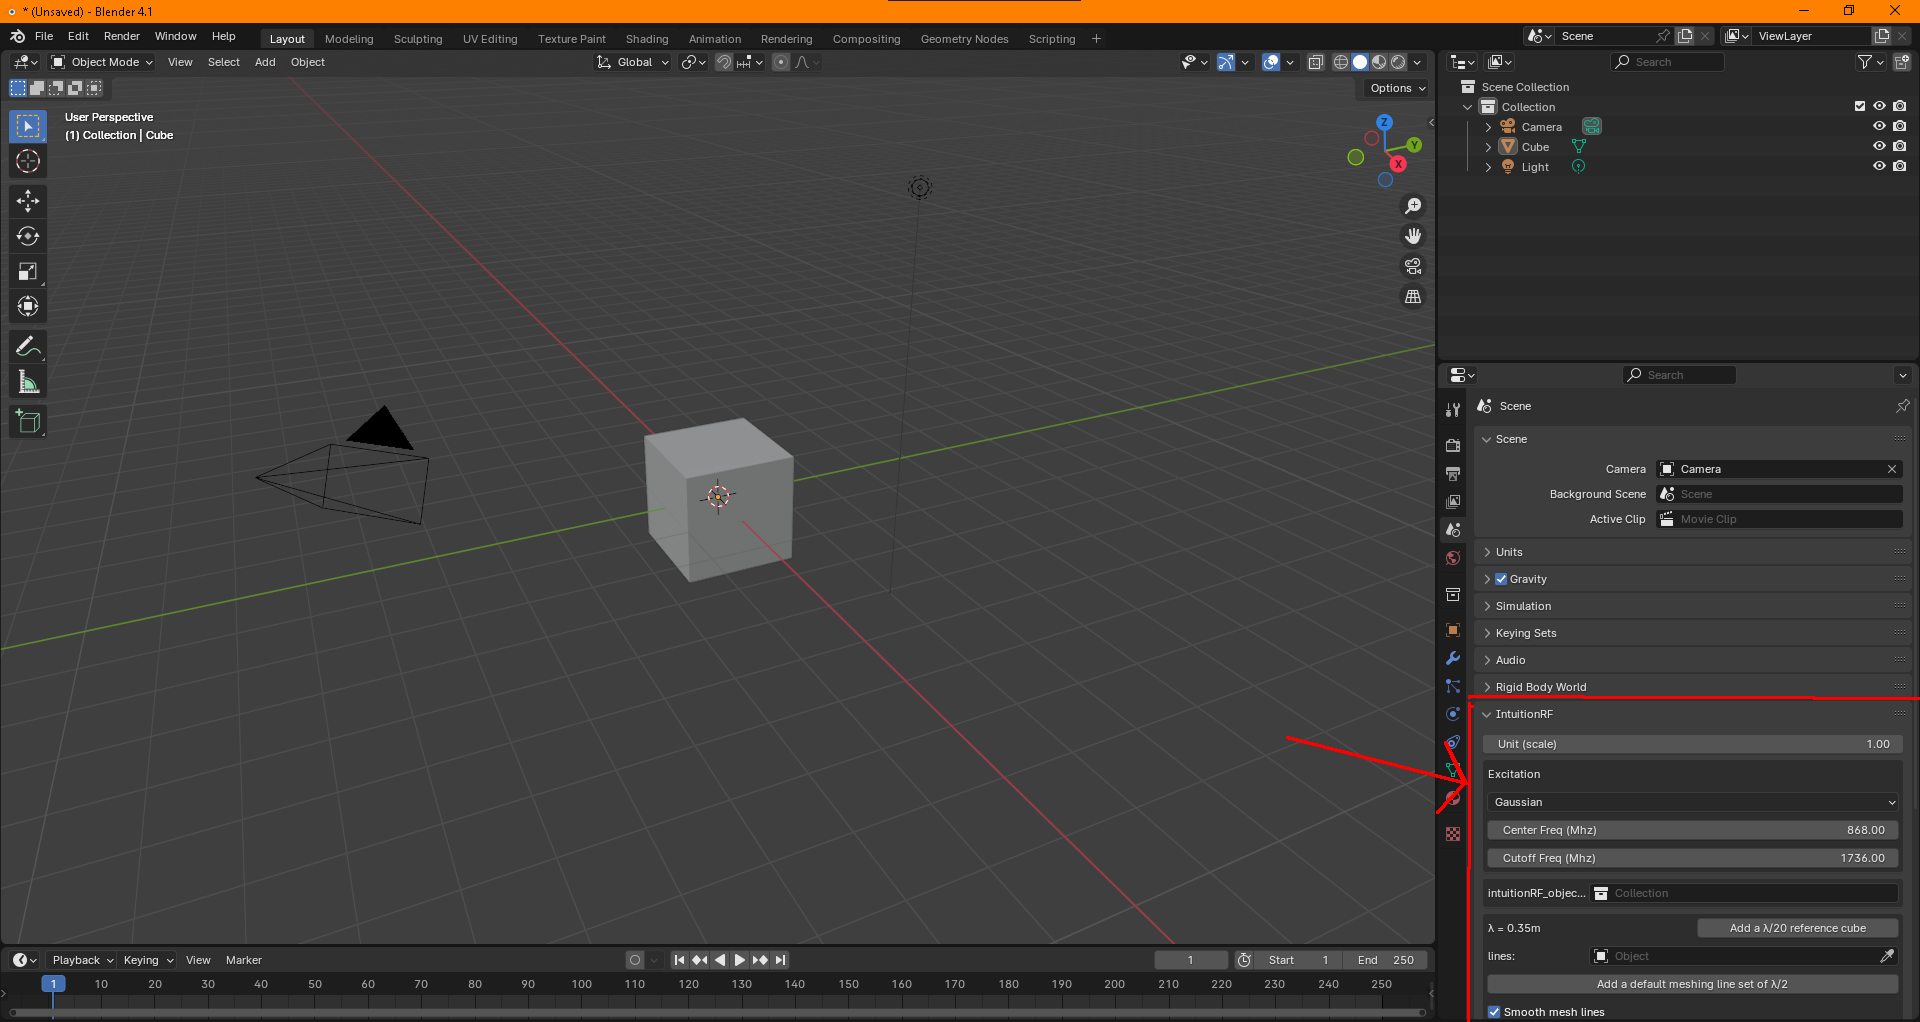 * (Unsaved) - Blender 4.1
File Edit Render Window Help Layout Modeling Sculpting UV Editing Texture Paint Shading Animation Rendering Compositing Geometry Nodes Scripting + Scene ViewLayer
Object Mode View Select Add Object Global Search
Options
User Perspective
(1) Collection | Cube
Z
Y
X
Scene Collection
Collection
Camera
Cube
Light
Search
Scene
Scene
Camera Camera
Background Scene Scene
Active Clip Movie Clip
Units
Gravity
Simulation
Keying Sets
Audio
Rigid Body World
IntuitionRF
Unit (scale) 1.00
Excitation
Gaussian
Center Freq (Mhz) 868.00
Cutoff Freq (Mhz) 1736.00
intuitionRF_objec... Collection
λ = 0.35m Add a λ/20 reference cube
lines: Object
Add a default meshing line set of λ/2
Smooth mesh lines
Playback Keying View Marker 1 Start 1 End 250
1 10 20 30 40 50 60 70 80 90 100 110 120 130 140 150 160 170 180 190 200 210 220 230 240 250